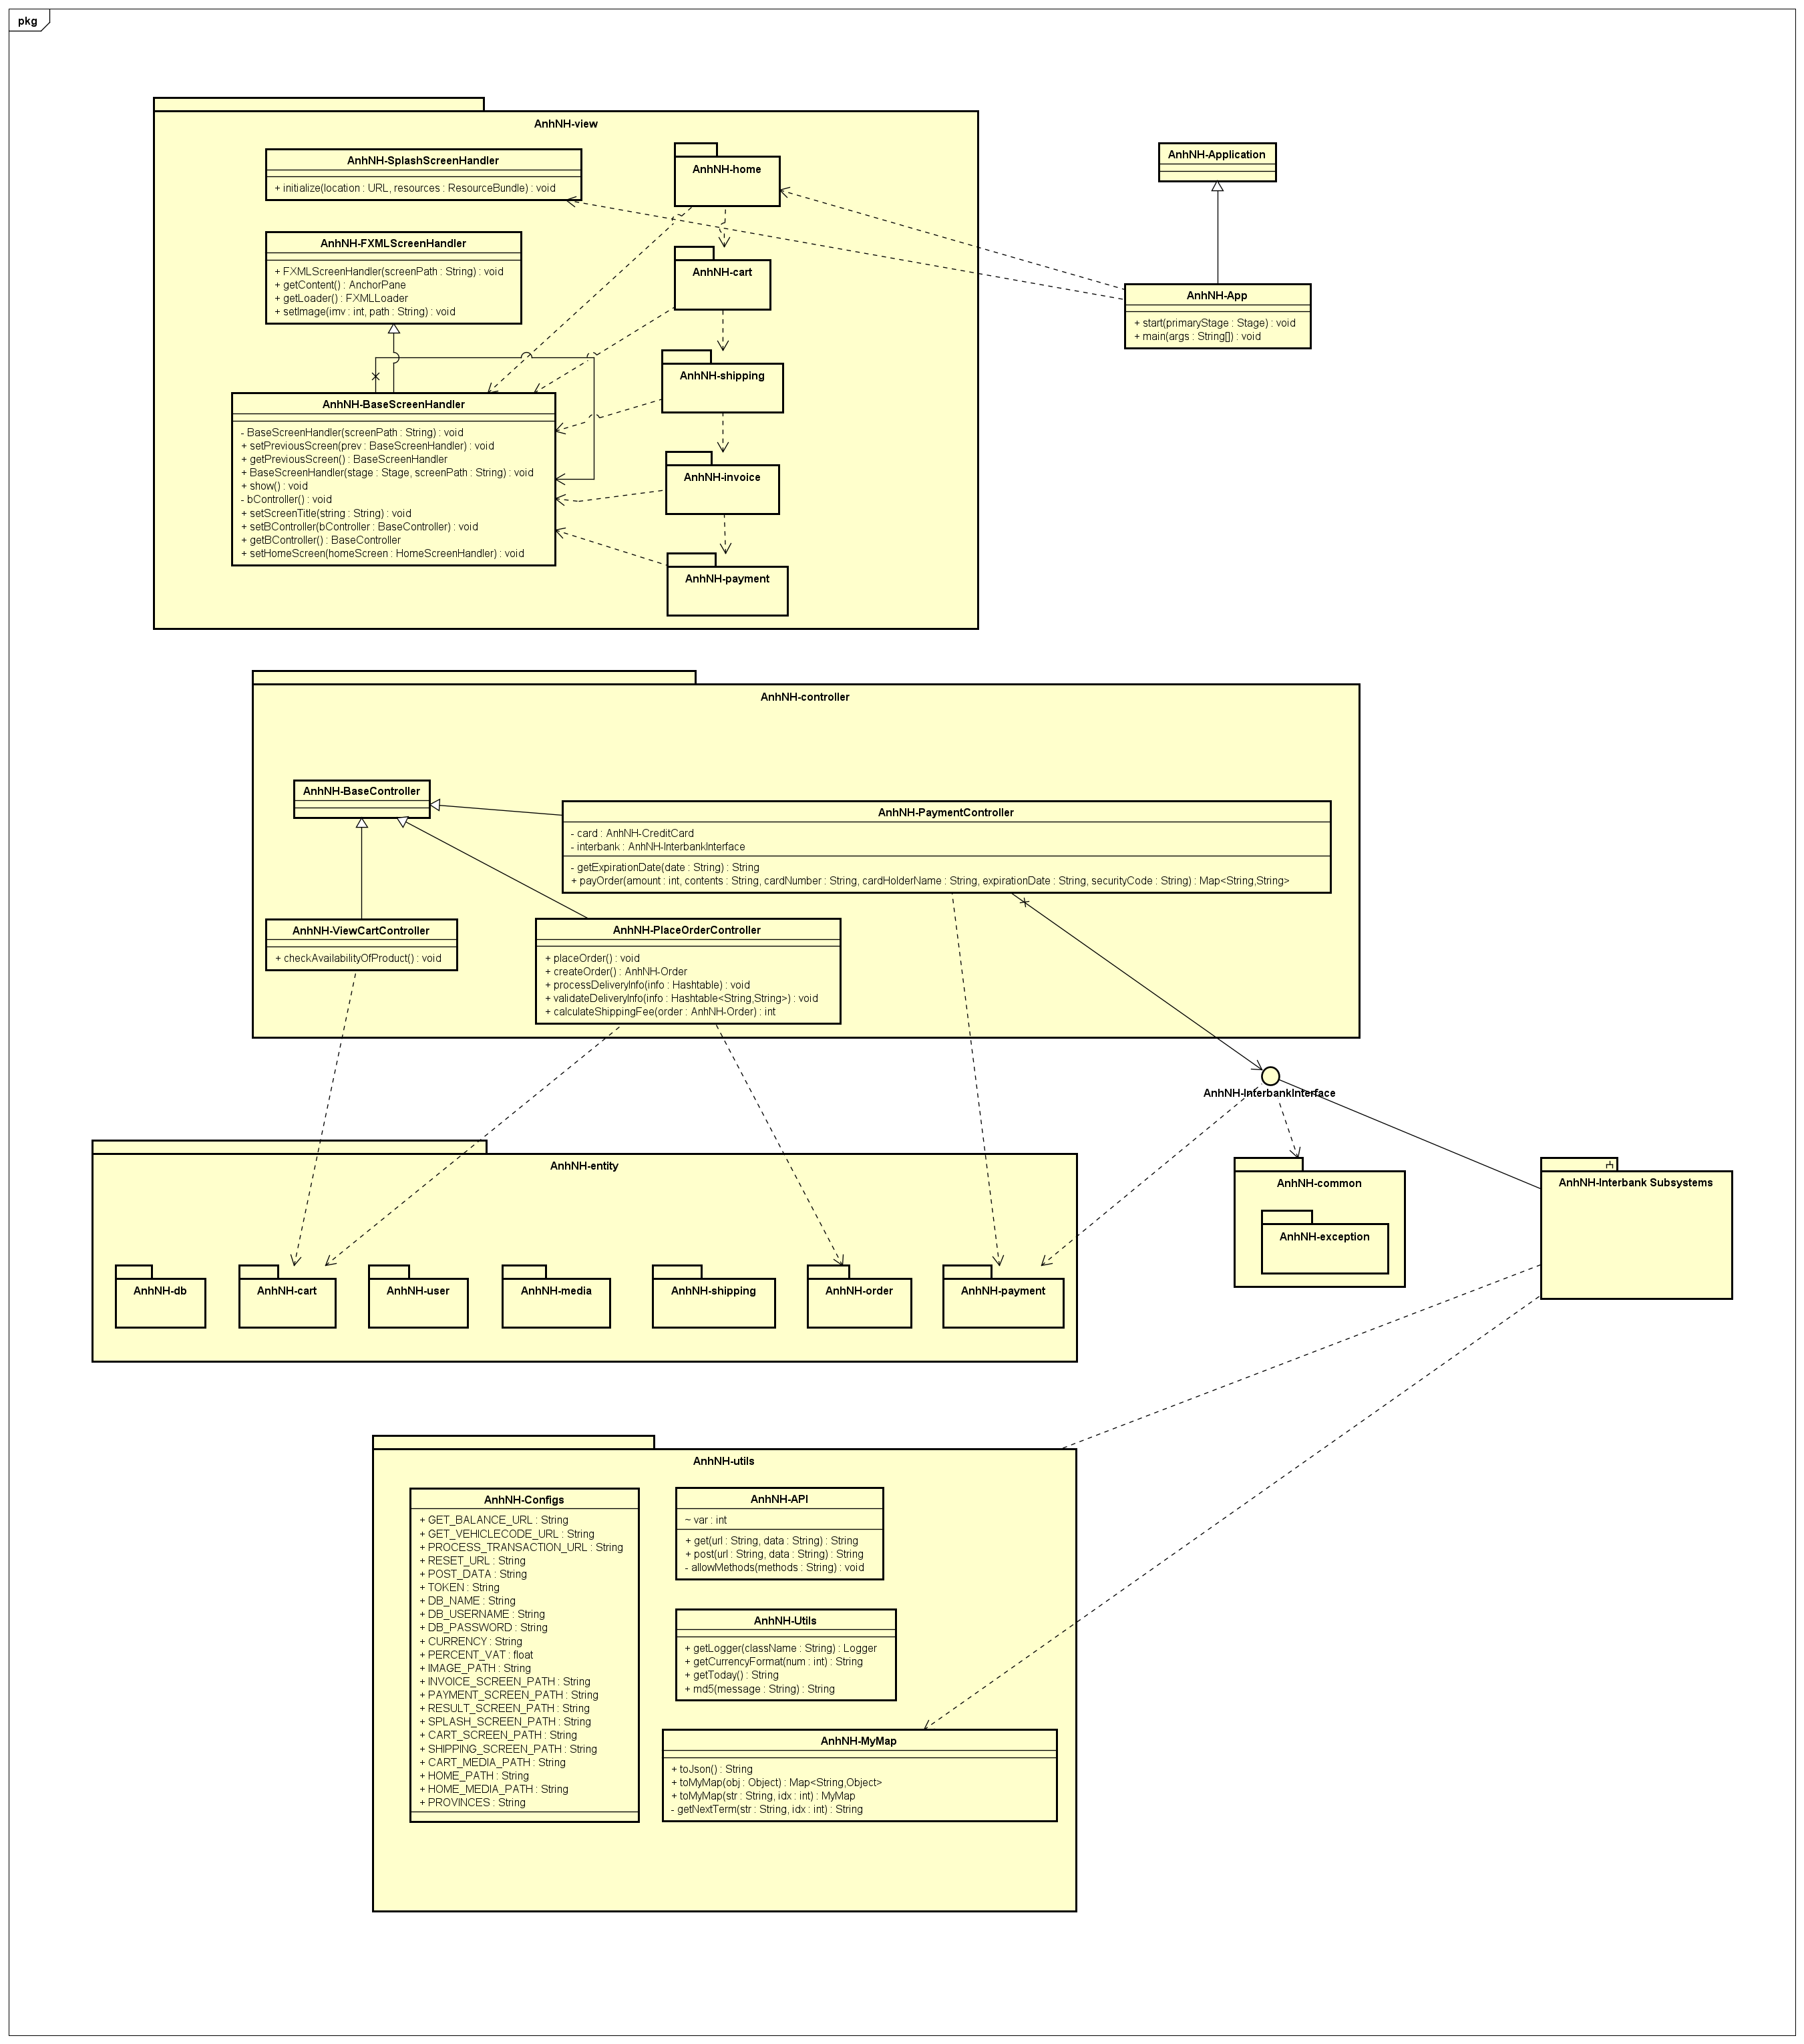 pkg
AnhNH-view
AnhNH-SplashScreenHandler
+ initialize(location : URL, resources : ResourceBundle) : void
AnhNH-FXMLScreenHandler
+ FXMLScreenHandler(screenPath : String) : void
+ getContent() : AnchorPane
+ getLoader() : FXMLLoader
+ setImage(imv : int, path : String) : void
AnhNH-BaseScreenHandler
- BaseScreenHandler(screenPath : String) : void
+ setPreviousScreen(prev : BaseScreenHandler) : void
+ getPreviousScreen() : BaseScreenHandler
+ BaseScreenHandler(stage : Stage, screenPath : String) : void
+ show() : void
- bController() : void
+ setScreenTitle(string : String) : void
+ setBController(bController : BaseController) : void
+ getBController() : BaseController
+ setHomeScreen(homeScreen : HomeScreenHandler) : void
AnhNH-home
AnhNH-cart
AnhNH-shipping
AnhNH-invoice
AnhNH-payment
AnhNH-Application
AnhNH-App
+ start(primaryStage : Stage) : void
+ main(args : String[]) : void
AnhNH-controller
AnhNH-BaseController
AnhNH-PaymentController
- card : AnhNH-CreditCard
- interbank : AnhNH-InterbankInterface
- getExpirationDate(date : String) : String
+ payOrder(amount : int, contents : String, cardNumber : String, cardHolderName : String, expirationDate : String, securityCode : String) : Map<String,String>
AnhNH-ViewCartController
+ checkAvailabilityOfProduct() : void
AnhNH-PlaceOrderController
+ placeOrder() : void
+ createOrder() : AnhNH-Order
+ processDeliveryInfo(info : Hashtable) : void
+ validateDeliveryInfo(info : Hashtable<String,String>) : void
+ calculateShippingFee(order : AnhNH-Order) : int
AnhNH-InterbankInterface
AnhNH-entity
AnhNH-db
AnhNH-cart
AnhNH-user
AnhNH-media
AnhNH-shipping
AnhNH-order
AnhNH-payment
AnhNH-common
AnhNH-exception
AnhNH-Interbank Subsystems
AnhNH-utils
AnhNH-Configs
+ GET_BALANCE_URL : String
+ GET_VEHICLECODE_URL : String
+ PROCESS_TRANSACTION_URL : String
+ RESET_URL : String
+ POST_DATA : String
+ TOKEN : String
+ DB_NAME : String
+ DB_USERNAME : String
+ DB_PASSWORD : String
+ CURRENCY : String
+ PERCENT_VAT : float
+ IMAGE_PATH : String
+ INVOICE_SCREEN_PATH : String
+ PAYMENT_SCREEN_PATH : String
+ RESULT_SCREEN_PATH : String
+ SPLASH_SCREEN_PATH : String
+ CART_SCREEN_PATH : String
+ SHIPPING_SCREEN_PATH : String
+ CART_MEDIA_PATH : String
+ HOME_PATH : String
+ HOME_MEDIA_PATH : String
+ PROVINCES : String
AnhNH-API
~ var : int
+ get(url : String, data : String) : String
+ post(url : String, data : String) : String
- allowMethods(methods : String) : void
AnhNH-Utils
+ getLogger(className : String) : Logger
+ getCurrencyFormat(num : int) : String
+ getToday() : String
+ md5(message : String) : String
AnhNH-MyMap
+ toJson() : String
+ toMyMap(obj : Object) : Map<String,Object>
+ toMyMap(str : String, idx : int) : MyMap
- getNextTerm(str : String, idx : int) : String